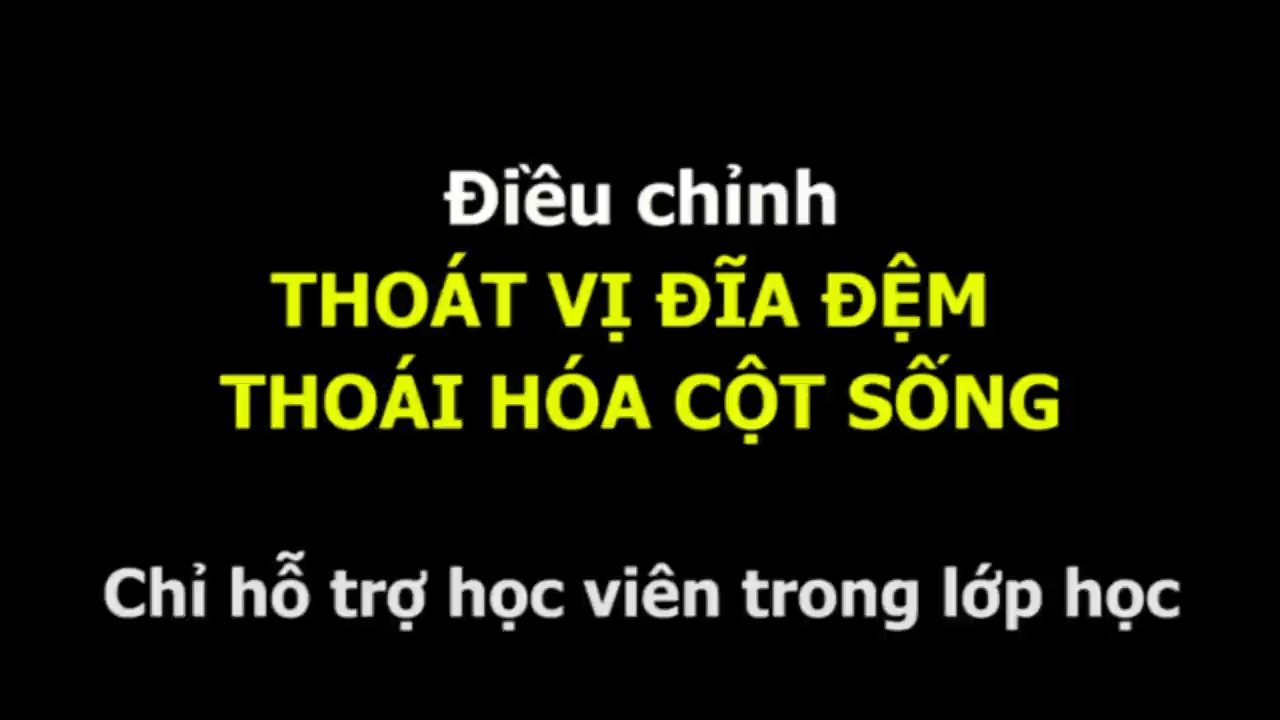 Điều chỉnh
THOÁT VỊ ĐĨA ĐỆM
THOÁI HÓA CỘT SỐNG
Chỉ hỗ trợ học viên trong lớp học